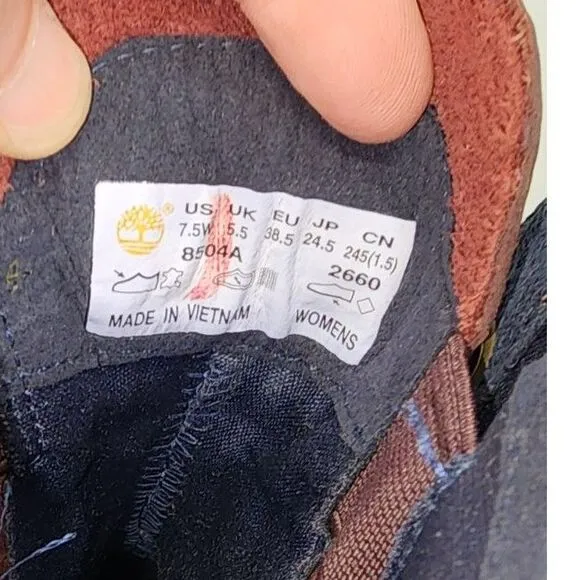 ® US UK EU JP CN
7.5W 5.5 38.5 24.5 245(1.5)
8504A 2660
MADE IN VIETNAM WOMENS